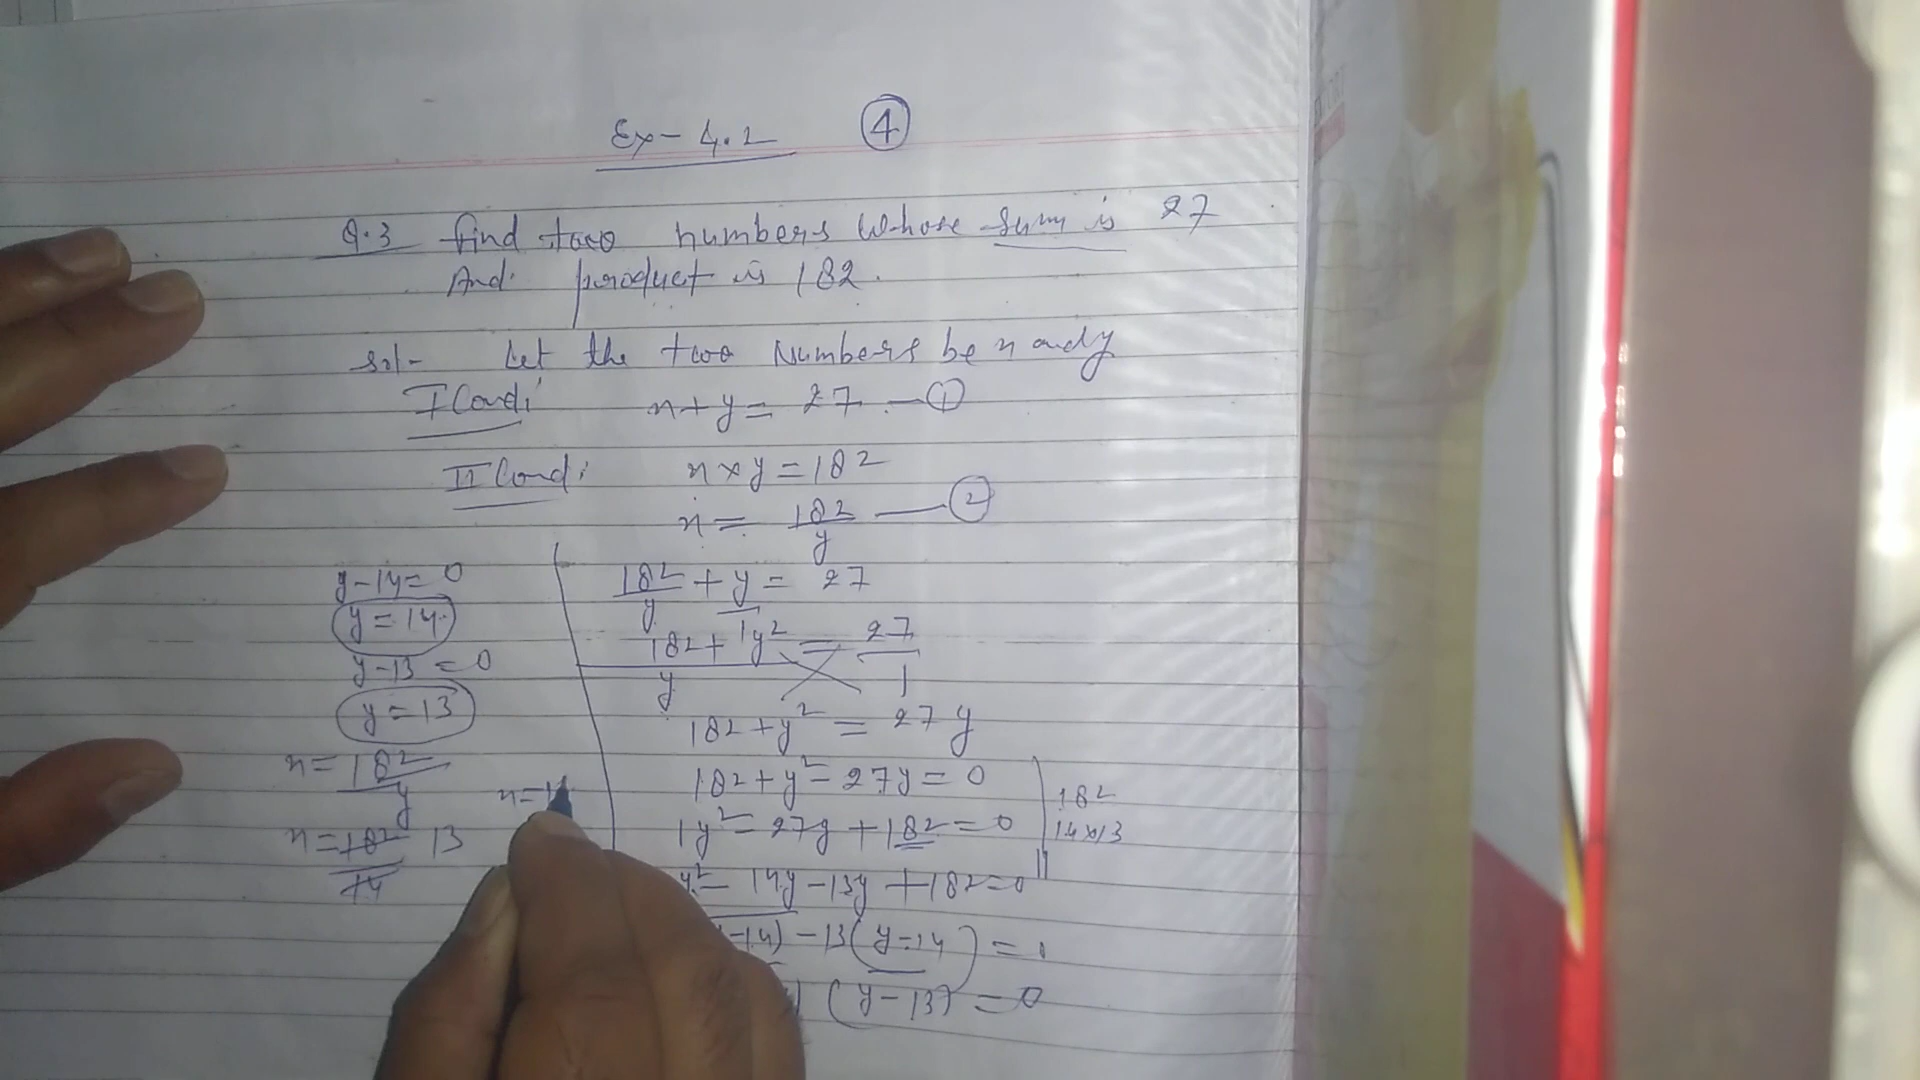 Ex - 4.2 ④
Q.3 find two numbers whose sum is 27
And product is 182.
Sol- Let the two Numbers be x and y
I Condi x + y = 27 - ①
II Condi x × y = 182
x = 182/y — ②
182/y + y/1 = 27
182 + y²/y = 27/1
182 + y² = 27y
182 + y² - 27y = 0
1y² - 27y + 182 = 0
182
14x13
y² - 14y - 13y + 182 = 0
-14) - 13(y-14) =
(y-13) = 0
y-14=0
y=14
y-13=0
y=13
x = 182/y
x = 182/14 13
x=